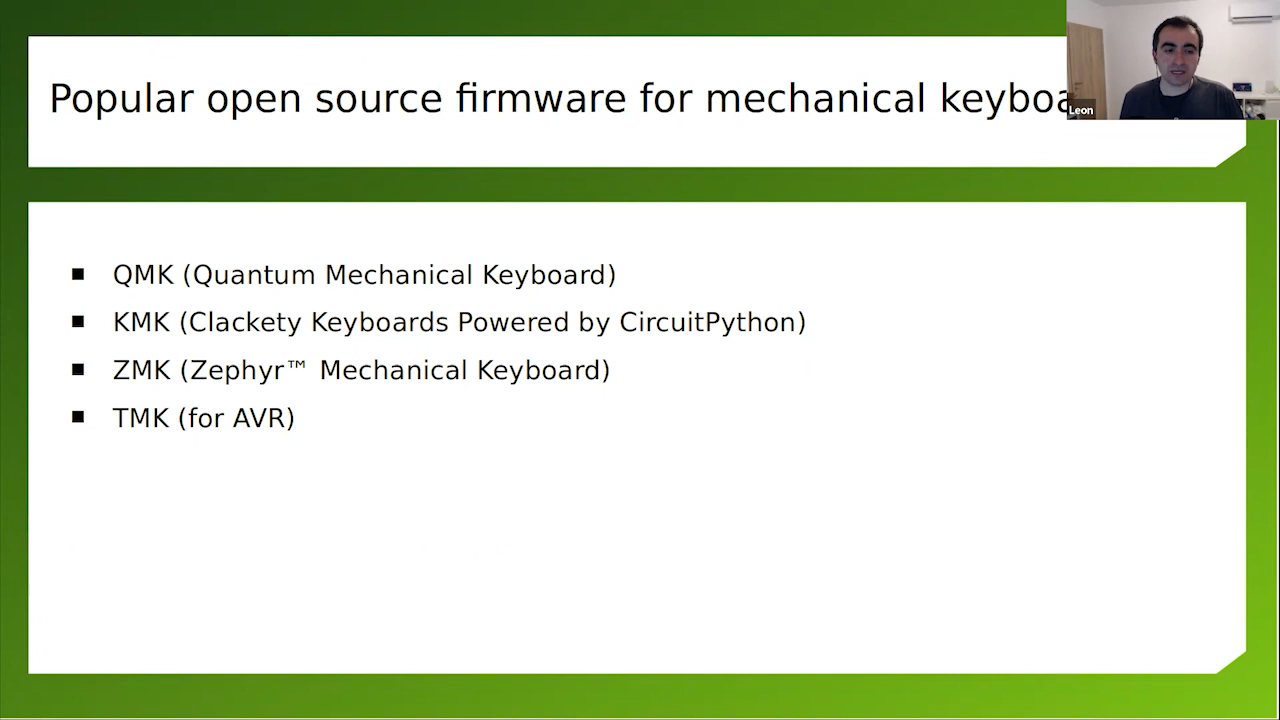 Popular open source firmware for mechanical
Leon
QMK (Quantum Mechanical Keyboard)
KMK (Clackety Keyboards Powered by CircuitPython)
ZMK (Zephyr™ Mechanical Keyboard)
TMK (for AVR)